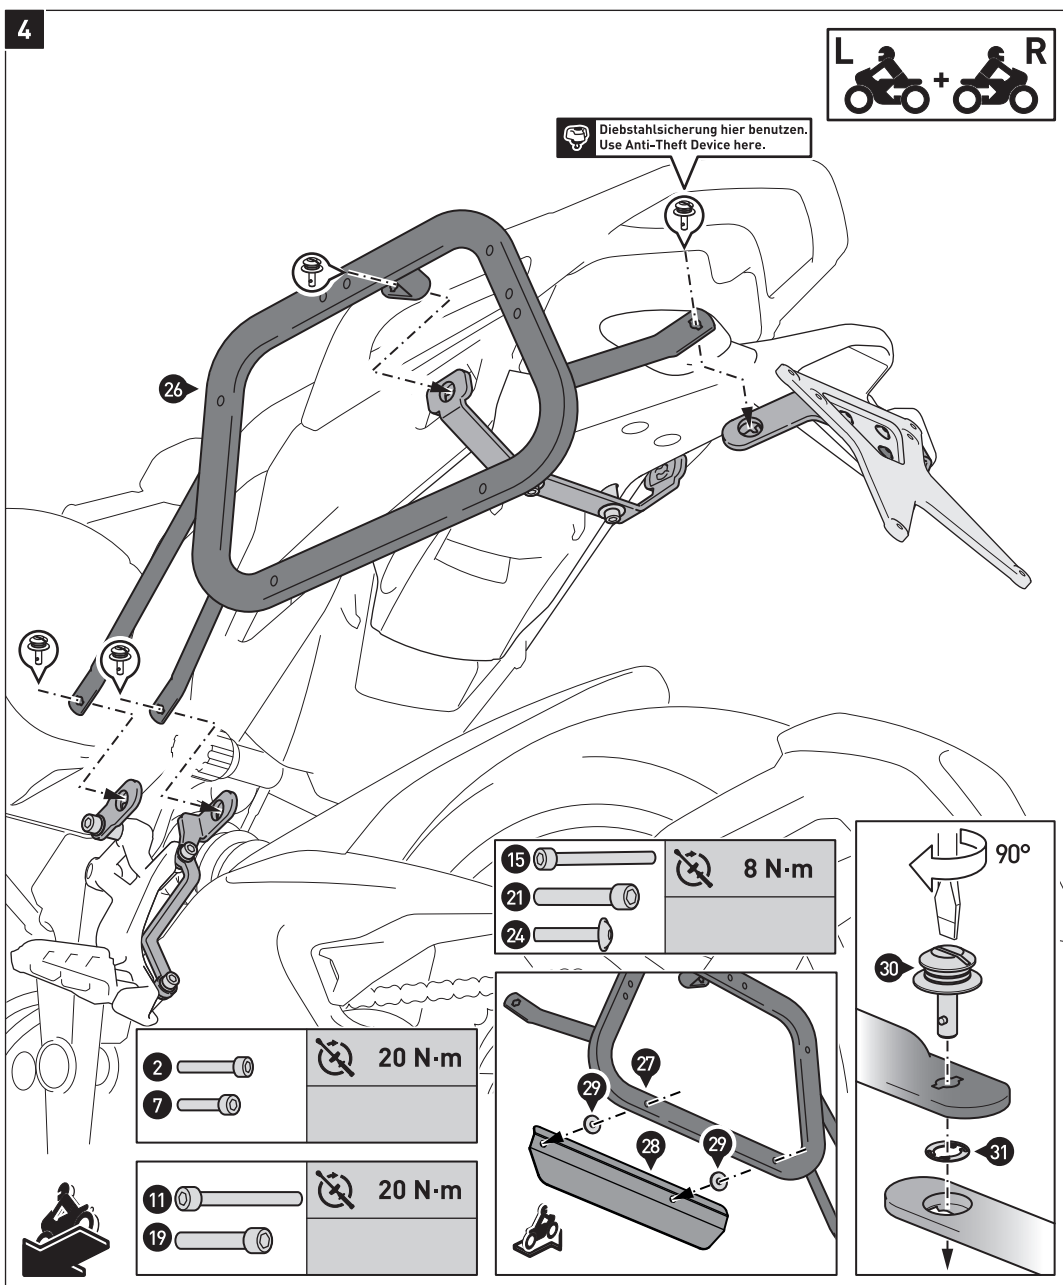 4
L + R
Diebstahlsicherung hier benutzen.
Use Anti-Theft Device here.
26
15
8 N·m
21
24
90°
30
31
2
20 N·m
7
11
20 N·m
19
27
29
28
29